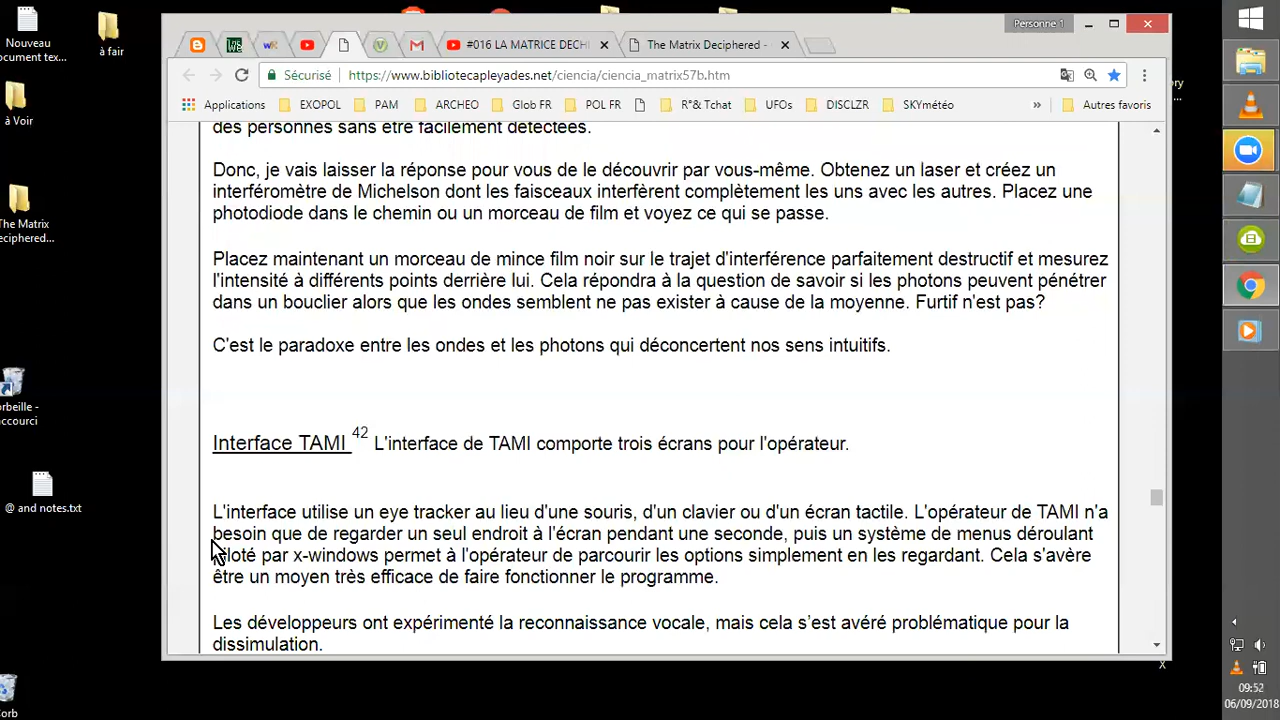 Nouveau
ocument tex...
à fair
à Voir
The Matrix
eciphered...
orbeille -
accourci
@ and notes.txt
Corb
Personne 1
#016 LA MATRICE DECH
The Matrix Deciphered -
Sécurisé
https://www.bibliotecapleyades.net/ciencia/ciencia_matrix57b.htm
Applications
EXOPOL
PAM
ARCHEO
Glob FR
POL FR
R°& Tchat
UFOs
DISCLZR
SKYmétéo
»
Autres favoris
ory
des personnes sans être facilement détectées.
Donc, je vais laisser la réponse pour vous de le découvrir par vous-même. Obtenez un laser et créez un
interféromètre de Michelson dont les faisceaux interfèrent complètement les uns avec les autres. Placez une
photodiode dans le chemin ou un morceau de film et voyez ce qui se passe.
Placez maintenant un morceau de mince film noir sur le trajet d'interférence parfaitement destructif et mesurez
l'intensité à différents points derrière lui. Cela répondra à la question de savoir si les photons peuvent pénétrer
dans un bouclier alors que les ondes semblent ne pas exister à cause de la moyenne. Furtif n'est pas?
C'est le paradoxe entre les ondes et les photons qui déconcertent nos sens intuitifs.
Interface TAMI 42 L'interface de TAMI comporte trois écrans pour l'opérateur.
L'interface utilise un eye tracker au lieu d'une souris, d'un clavier ou d'un écran tactile. L'opérateur de TAMI n'a
besoin que de regarder un seul endroit à l'écran pendant une seconde, puis un système de menus déroulant
piloté par x-windows permet à l'opérateur de parcourir les options simplement en les regardant. Cela s'avère
être un moyen très efficace de faire fonctionner le programme.
Les développeurs ont expérimenté la reconnaissance vocale, mais cela s'est avéré problématique pour la
dissimulation.
09:52
06/09/2018